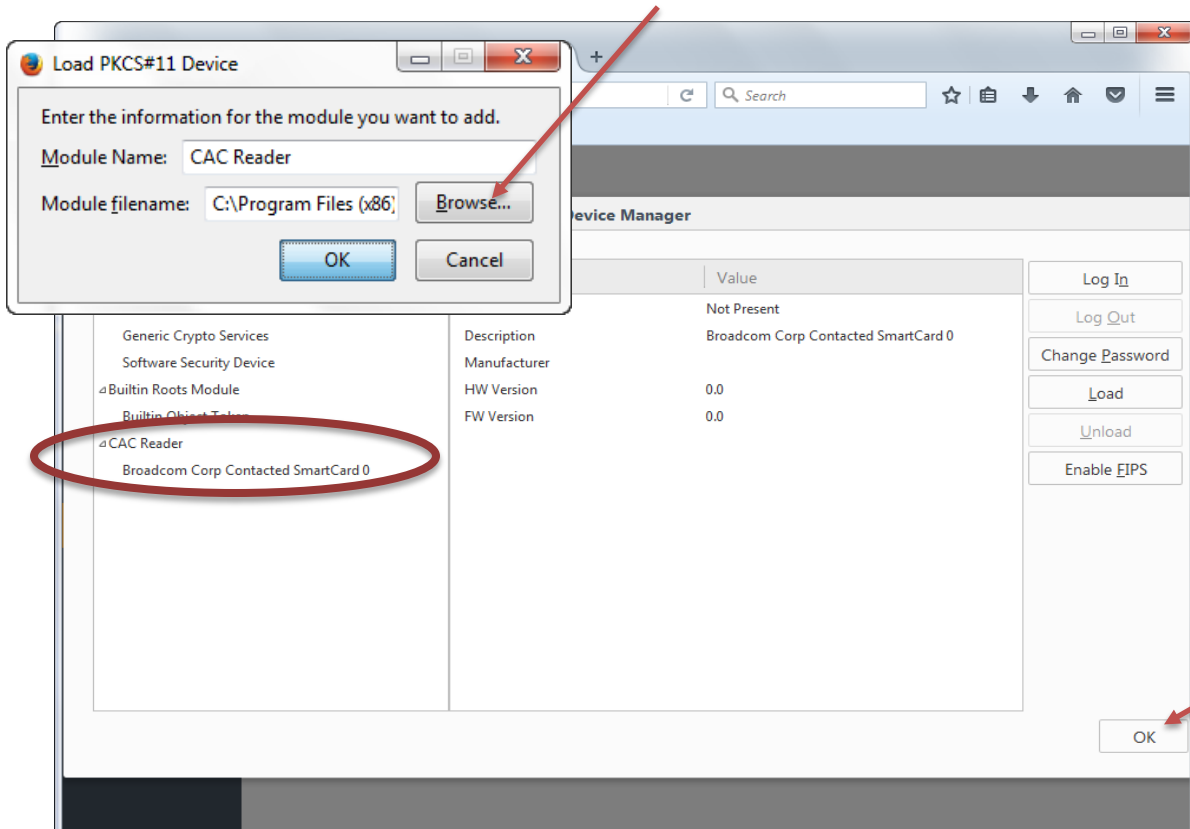 Load PKCS#11 Device
Enter the information for the module you want to add.
Module Name: CAC Reader
Module filename: C:\Program Files (x86) Browse...
OK Cancel
Search
Device Manager
Value
Not Present
Generic Crypto Services Description Broadcom Corp Contacted SmartCard 0
Software Security Device Manufacturer
Builtin Roots Module HW Version 0.0
Builtin Object Token FW Version 0.0
CAC Reader
Broadcom Corp Contacted SmartCard 0
Log In
Log Out
Change Password
Load
Unload
Enable FIPS
OK